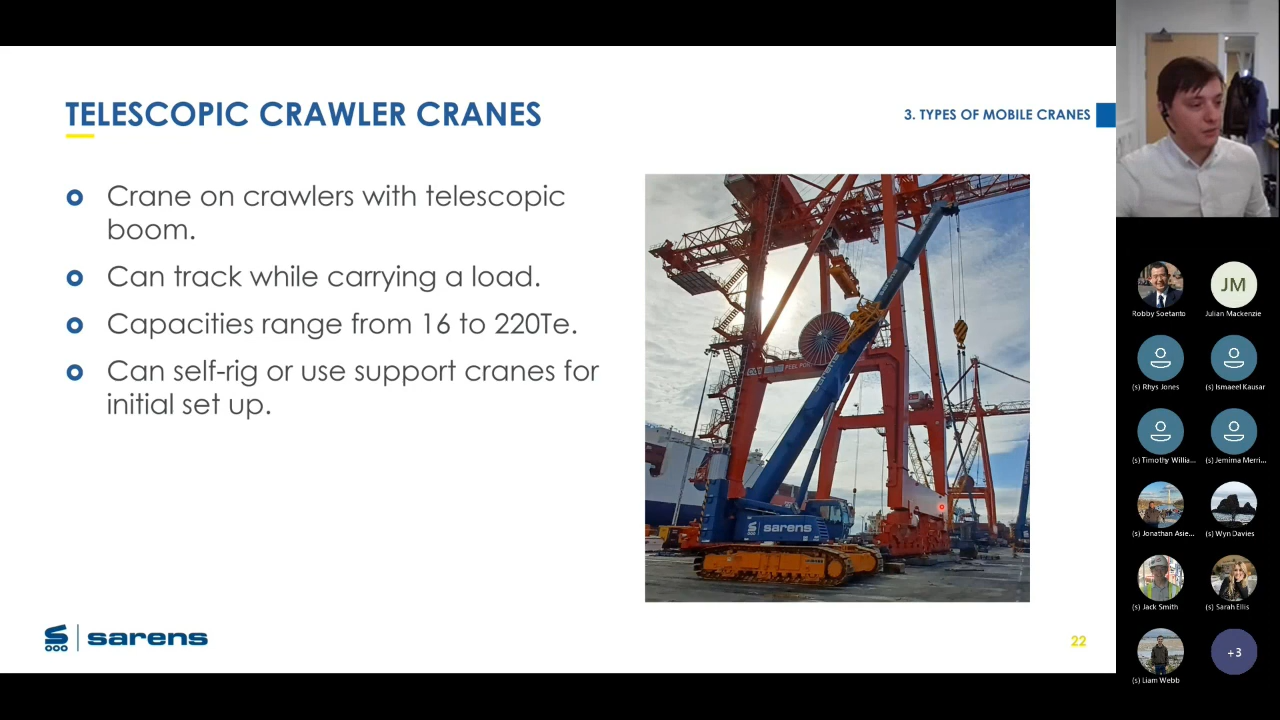 TELESCOPIC CRAWLER CRANES
3. TYPES OF MOBILE CRANES
Crane on crawlers with telescopic
boom.
Can track while carrying a load.
Capacities range from 16 to 220Te.
Can self-rig or use support cranes for
initial set up.
sarens
sarens
22
Robby Soetanto
JM
Julian Mackenzie
(s) Rhys Jones
(s) Ismaeel Kausar
(s) Timothy Willia...
(s) Jemima Merri...
(s) Jonathan Asie...
(s) Wyn Davies
(s) Jack Smith
(s) Sarah Ellis
(s) Liam Webb
+3